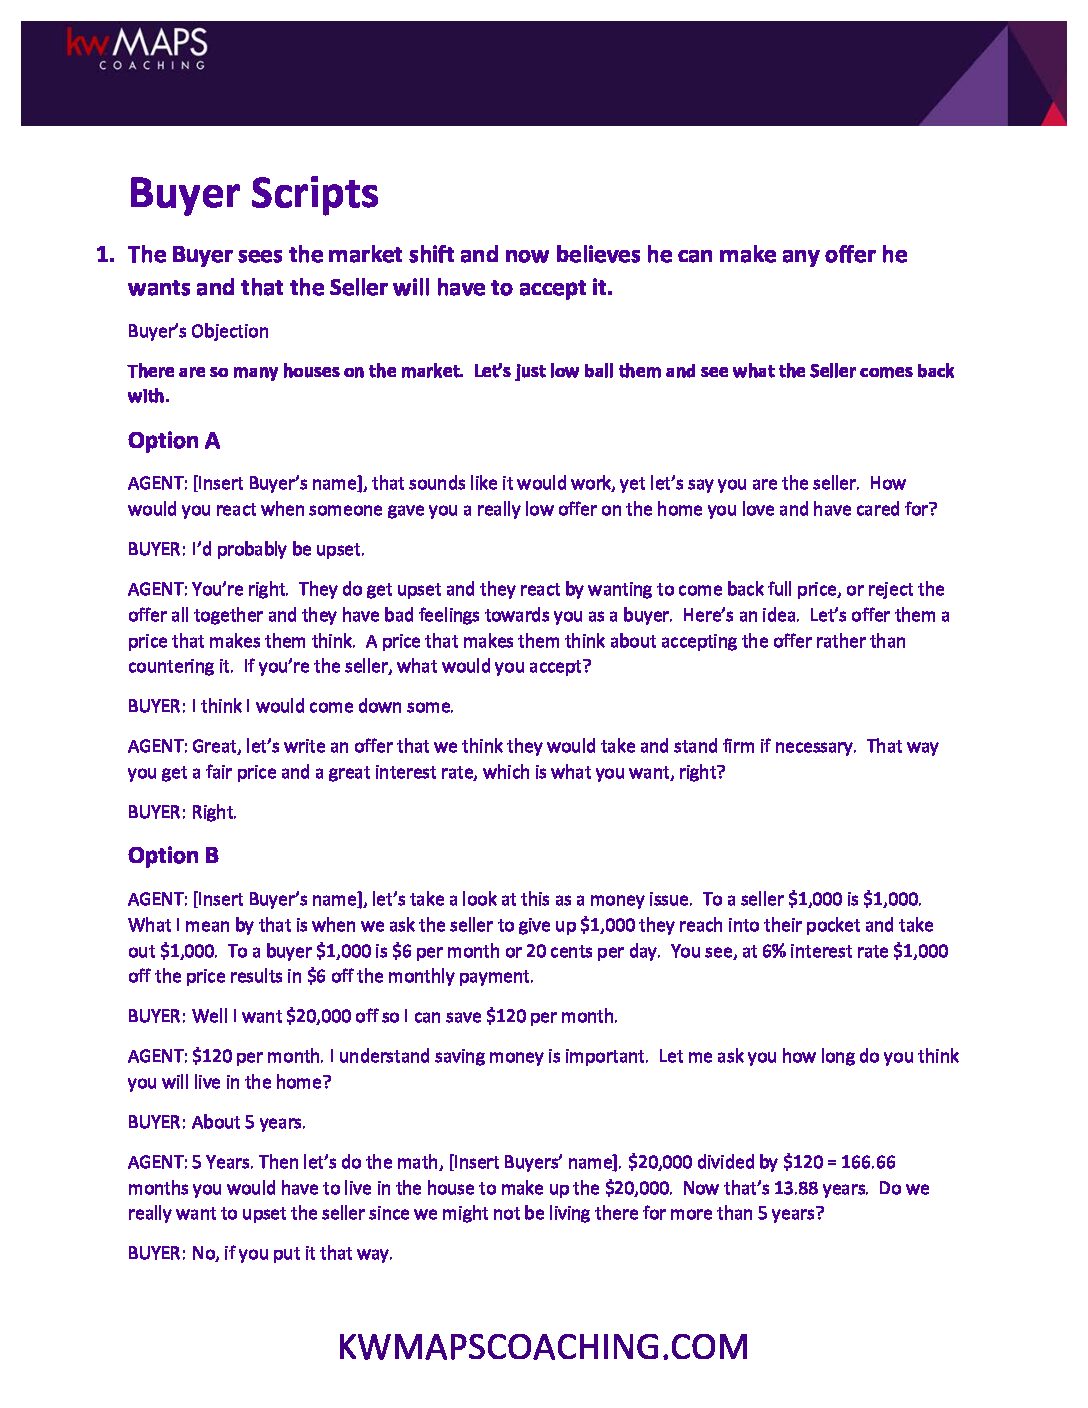 kwMAPS
COACHING
Buyer Scripts
1. The Buyer sees the market shift and now believes he can make any offer he
wants and that the Seller will have to accept it.
Buyer’s Objection
There are so many houses on the market.  Let’s just low ball them and see what the Seller comes back
with.
Option A
AGENT: [Insert Buyer’s name], that sounds like it would work, yet let’s say you are the seller.  How
would you react when someone gave you a really low offer on the home you love and have cared for?
BUYER: I’d probably be upset.
AGENT: You’re right.  They do get upset and they react by wanting to come back full price, or reject the
offer all together and they have bad feelings towards you as a buyer.  Here’s an idea.  Let’s offer them a
price that makes them think.  A price that makes them think about accepting the offer rather than
countering it.  If you’re the seller, what would you accept?
BUYER: I think I would come down some.
AGENT: Great, let’s write an offer that we think they would take and stand firm if necessary.  That way
you get a fair price and a great interest rate, which is what you want, right?
BUYER: Right.
Option B
AGENT: [Insert Buyer’s name], let’s take a look at this as a money issue.  To a seller $1,000 is $1,000.
What I mean by that is when we ask the seller to give up $1,000 they reach into their pocket and take
out $1,000.  To a buyer $1,000 is $6 per month or 20 cents per day.  You see, at 6% interest rate $1,000
off the price results in $6 off the monthly payment.
BUYER: Well I want $20,000 off so I can save $120 per month.
AGENT: $120 per month. I understand saving money is important.  Let me ask you how long do you think
you will live in the home?
BUYER: About 5 years.
AGENT: 5 Years. Then let’s do the math, [Insert Buyers’ name]. $20,000 divided by $120 = 166.66
months you would have to live in the house to make up the $20,000.  Now that’s 13.88 years.  Do we
really want to upset the seller since we might not be living there for more than 5 years?
BUYER: No, if you put it that way.
KWMAPSCOACHING.COM